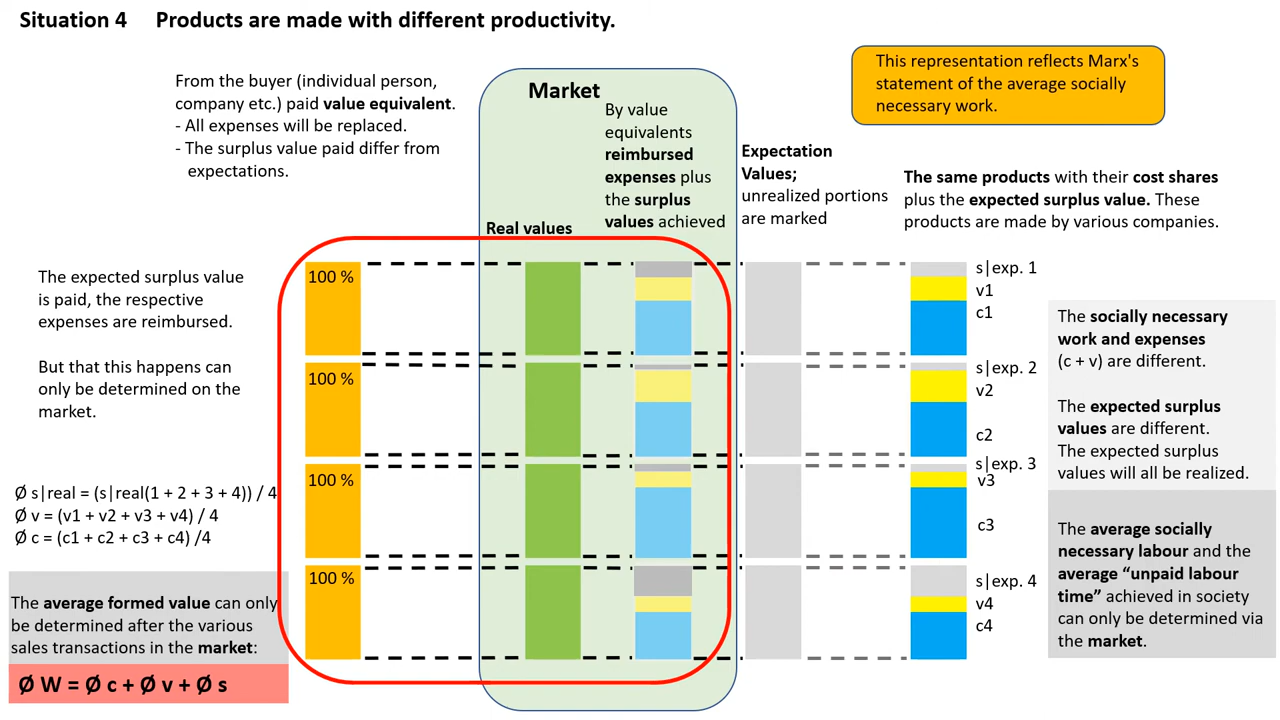 Situation 4 Products are made with different productivity.
From the buyer (individual person,
company etc.) paid value equivalent.
- All expenses will be replaced.
- The surplus value paid differ from
expectations.
Market
By value
equivalents
reimbursed
expenses plus
the surplus
values achieved
Real values
Expectation
Values;
unrealized portions
are marked
This representation reflects Marx's
statement of the average socially
necessary work.
The same products with their cost shares
plus the expected surplus value. These
products are made by various companies.
The expected surplus value
is paid, the respective
expenses are reimbursed.
But that this happens can
only be determined on the
market.
Ø s|real = (s|real(1 + 2 + 3 + 4)) / 4
Ø v = (v1 + v2 + v3 + v4) / 4
Ø c = (c1 + c2 + c3 + c4) /4
The average formed value can only
be determined after the various
sales transactions in the market:
Ø W = Ø c + Ø v + Ø s
100 %
100 %
100 %
100 %
s|exp. 1
v1
c1
s|exp. 2
v2
c2
s|exp. 3
v3
c3
s|exp. 4
v4
c4
The socially necessary
work and expenses
(c + v) are different.
The expected surplus
values are different.
The expected surplus
values will all be realized.
The average socially
necessary labour and the
average “unpaid labour
time” achieved in society
can only be determined via
the market.